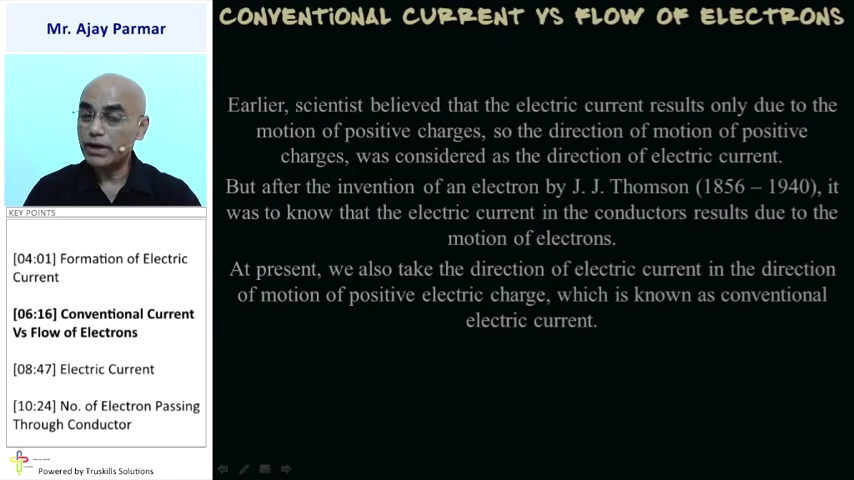 Mr. Ajay Parmar
CONVENTIONAL CURRENT VS FLOW OF ELECTRONS
Earlier, scientist believed that the electric current results only due to the
motion of positive charges, so the direction of motion of positive
charges, was considered as the direction of electric current.
But after the invention of an electron by J. J. Thomson (1856 – 1940), it
was to know that the electric current in the conductors results due to the
motion of electrons.
At present, we also take the direction of electric current in the direction
of motion of positive electric charge, which is known as conventional
electric current.
KEY POINTS
[04:01] Formation of Electric
Current
[06:16] Conventional Current
Vs Flow of Electrons
[08:47] Electric Current
[10:24] No. of Electron Passing
Through Conductor
Powered by Truskills Solutions